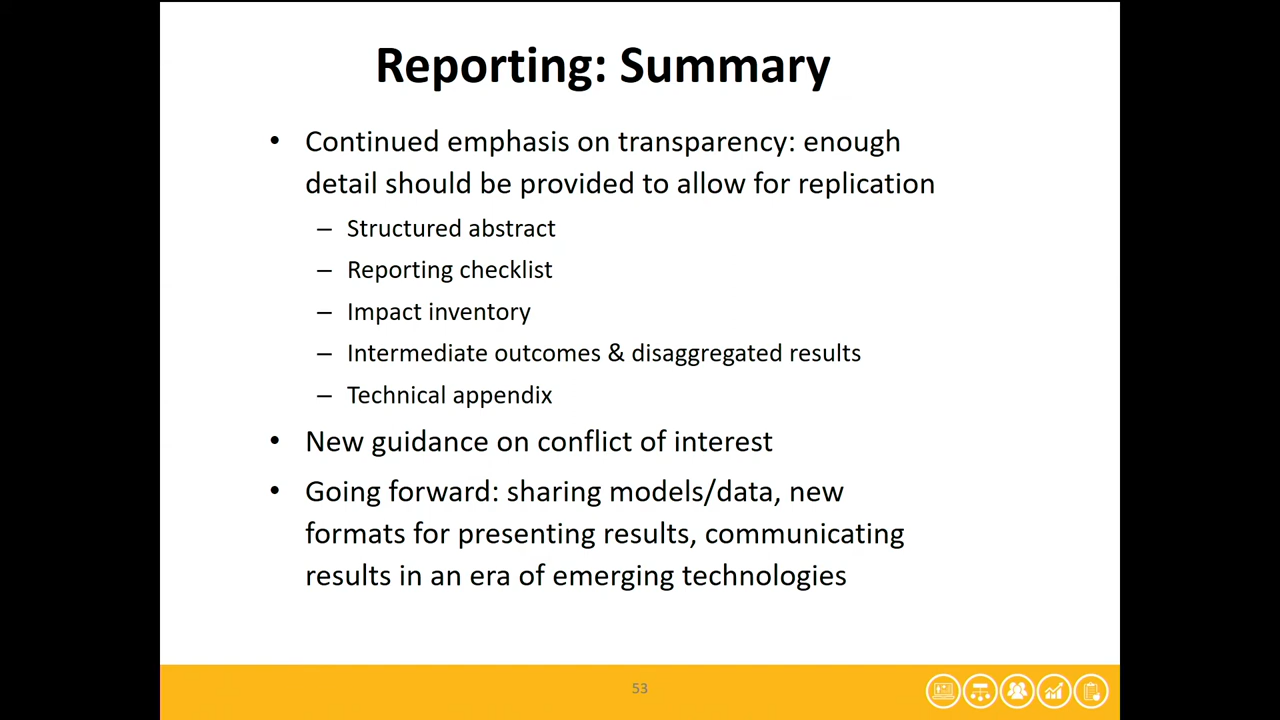 Reporting: Summary
• Continued emphasis on transparency: enough
detail should be provided to allow for replication
– Structured abstract
– Reporting checklist
– Impact inventory
– Intermediate outcomes & disaggregated results
– Technical appendix
• New guidance on conflict of interest
• Going forward: sharing models/data, new
formats for presenting results, communicating
results in an era of emerging technologies
53